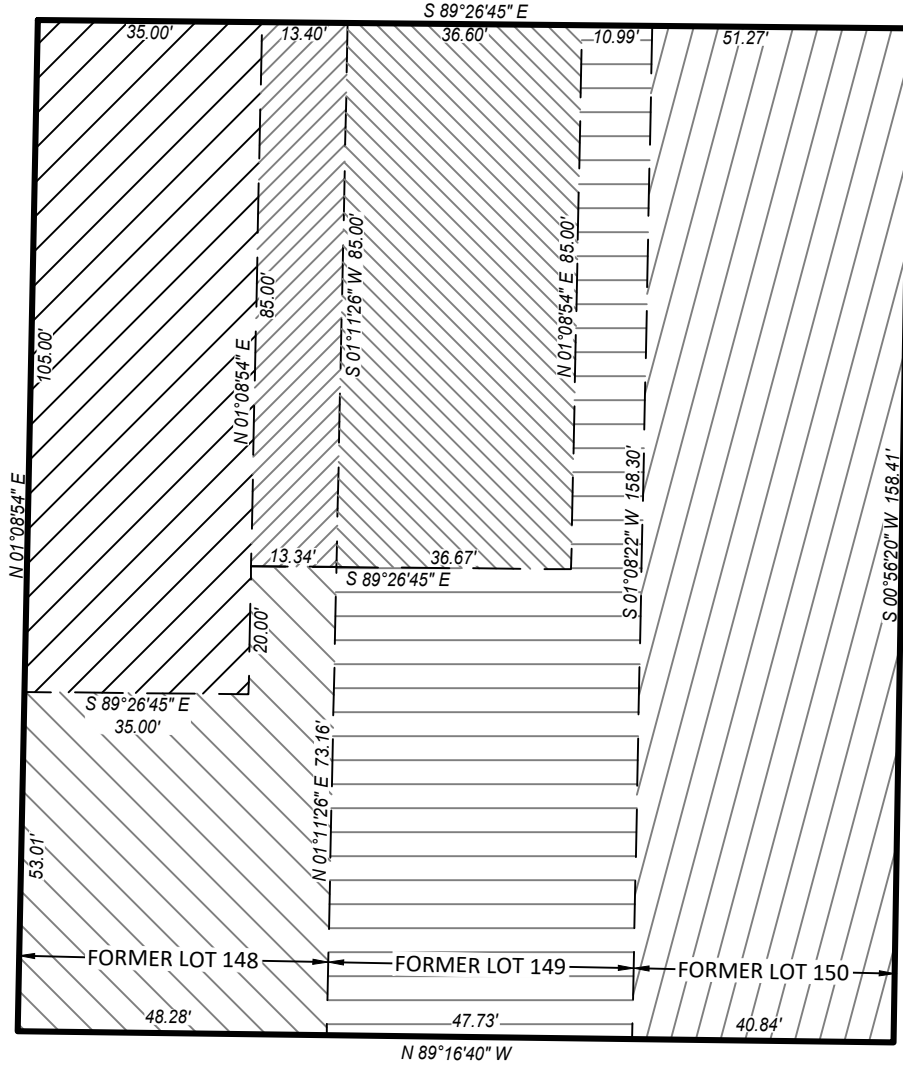 S 89°26'45" E
35.00'
13.40'
36.60'
10.99'
51.27'
S 01°11'26" W 85.00'
N 01°08'54" E 85.00'
85.00'
N 01°08'54" E
105.00'
N 01°08'54" E
S 01°08'22" W 158.30'
S 00°56'20" W 158.41'
13.34'
36.67'
S 89°26'45" E
20.00'
S 89°26'45" E
35.00'
N 01°11'26" E 73.16'
53.01'
FORMER LOT 148
FORMER LOT 149
FORMER LOT 150
48.28'
47.73'
40.84'
N 89°16'40" W